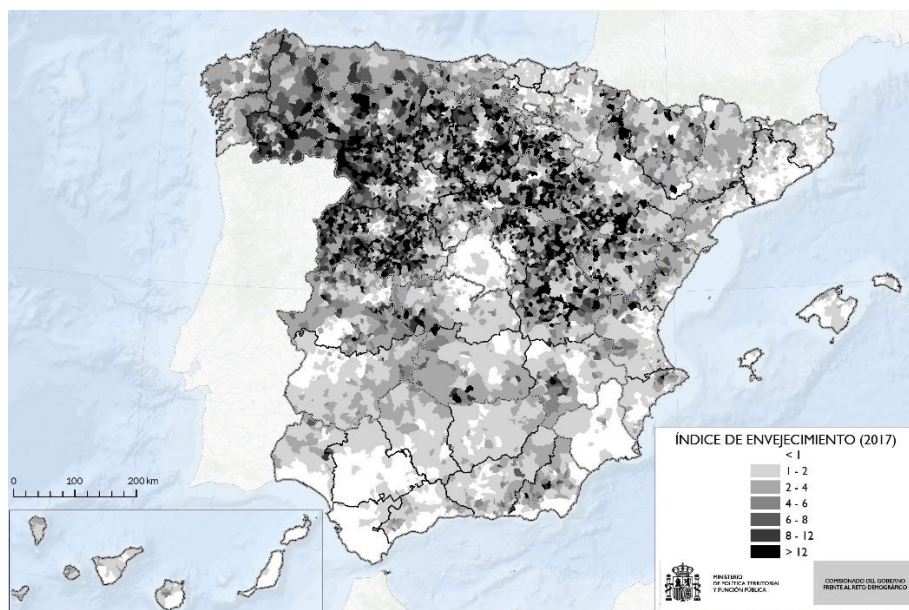 0 50 100 200 km
ÍNDICE DE ENVEJECIMIENTO (2017)
< 1
1 - 2
2 - 4
4 - 6
6 - 8
8 - 12
> 12
MINISTERIO
DE POLÍTICA TERRITORIAL
Y FUNCIÓN PÚBLICA
COMISIONADO DEL GOBIERNO
FRENTE AL RETO DEMOGRÁFICO